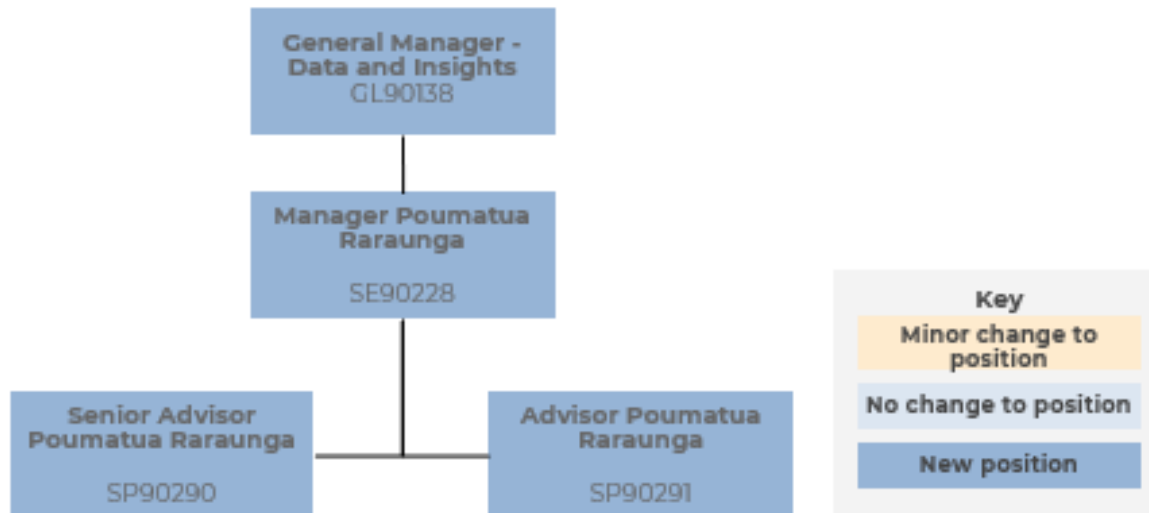 General Manager -
Data and Insights
GL90138
Manager Poumatua
Raraunga
SE90228
Senior Advisor
Poumatua Raraunga
SP90290
Advisor Poumatua
Raraunga
SP90291
Key
Minor change to
position
No change to position
New position